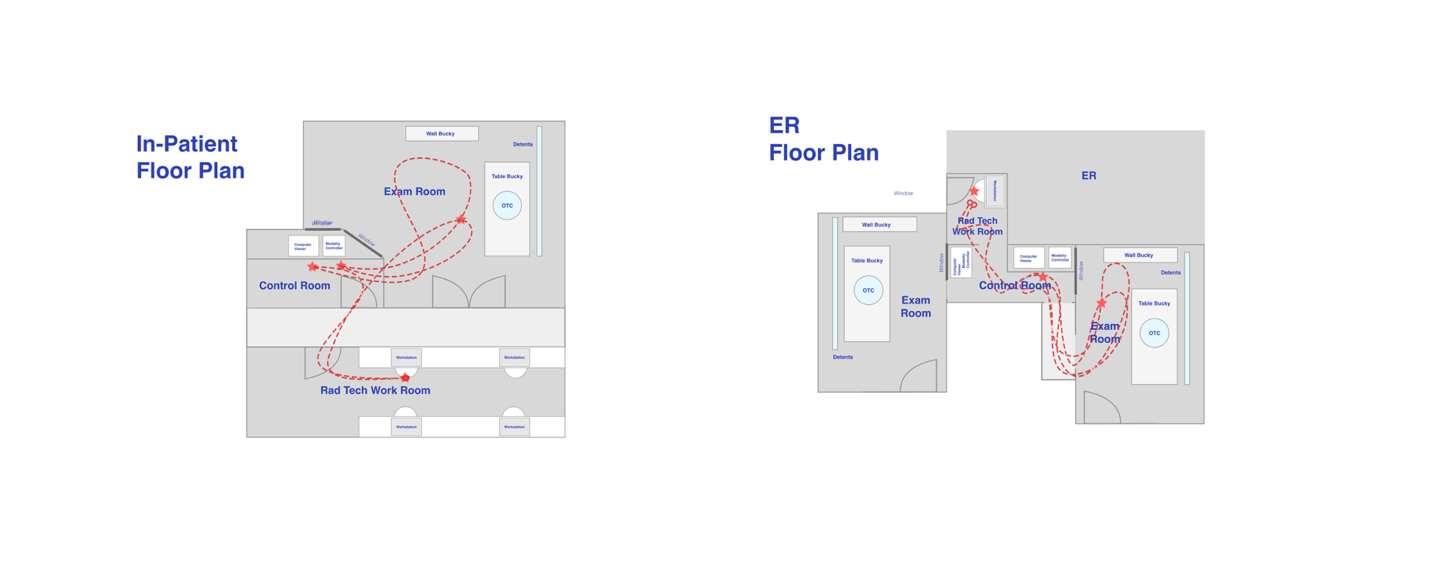 In-Patient
Floor Plan
Wall Bucky
Detents
Table Bucky
OTC
Exam Room
Window
Window
Computer
Viewer
Modality
Controller
Control Room
Workstation
Workstation
Rad Tech Work Room
Workstation
Workstation
ER
Floor Plan
ER
Window
Workstation
Rad Tech
Work Room
Wall Bucky
Table Bucky
OTC
Exam
Room
Detents
Window
Computer
Viewer
Modality
Controller
Computer
Viewer
Modality
Controller
Control Room
Window
Wall Bucky
Detents
Table Bucky
OTC
Exam
Room